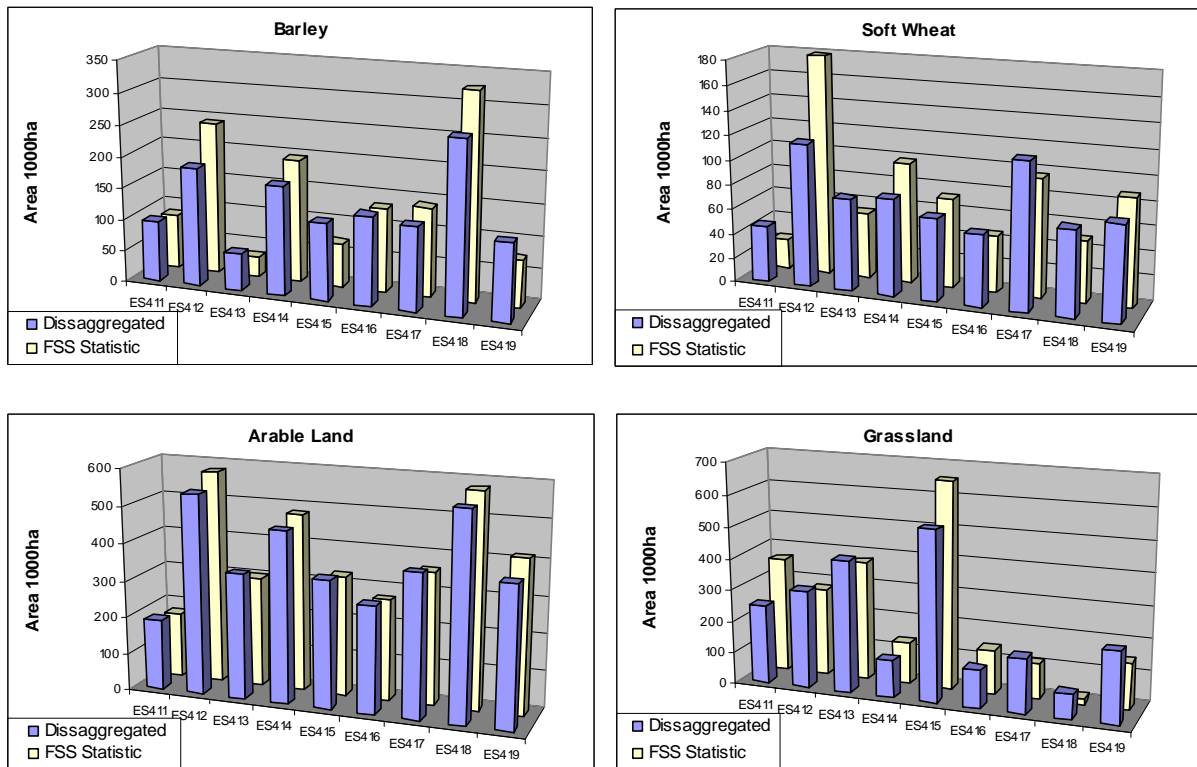 Barley
Area 1000ha
350
300
250
200
150
100
50
0
ES411
ES412
ES413
ES414
ES415
ES416
ES417
ES418
ES419
Dissaggregated
FSS Statistic
Soft Wheat
Area 1000ha
180
160
140
120
100
80
60
40
20
0
ES411
ES412
ES413
ES414
ES415
ES416
ES417
ES418
ES419
Dissaggregated
FSS Statistic
Arable Land
Area 1000ha
600
500
400
300
200
100
0
ES411
ES412
ES413
ES414
ES415
ES416
ES417
ES418
ES419
Dissaggregated
FSS Statistic
Grassland
Area 1000ha
700
600
500
400
300
200
100
0
ES411
ES412
ES413
ES414
ES415
ES416
ES417
ES418
ES419
Dissaggregated
FSS Statistic